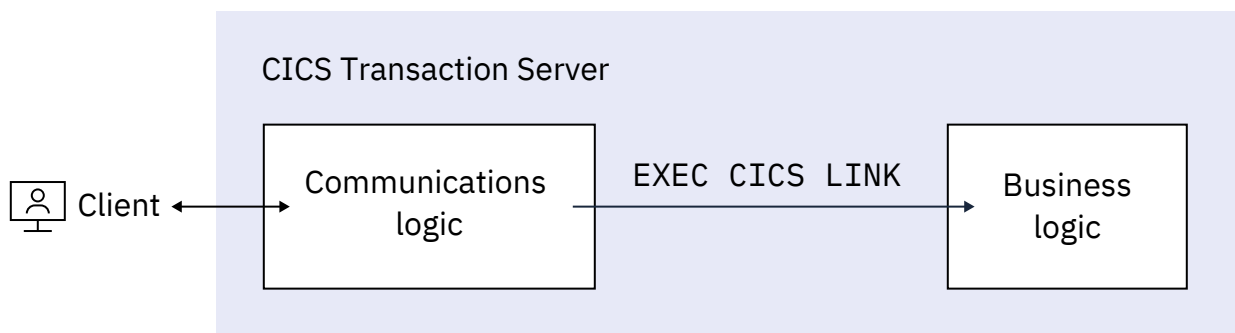 CICS Transaction Server
Client
Communications
logic
EXEC CICS LINK
Business
logic